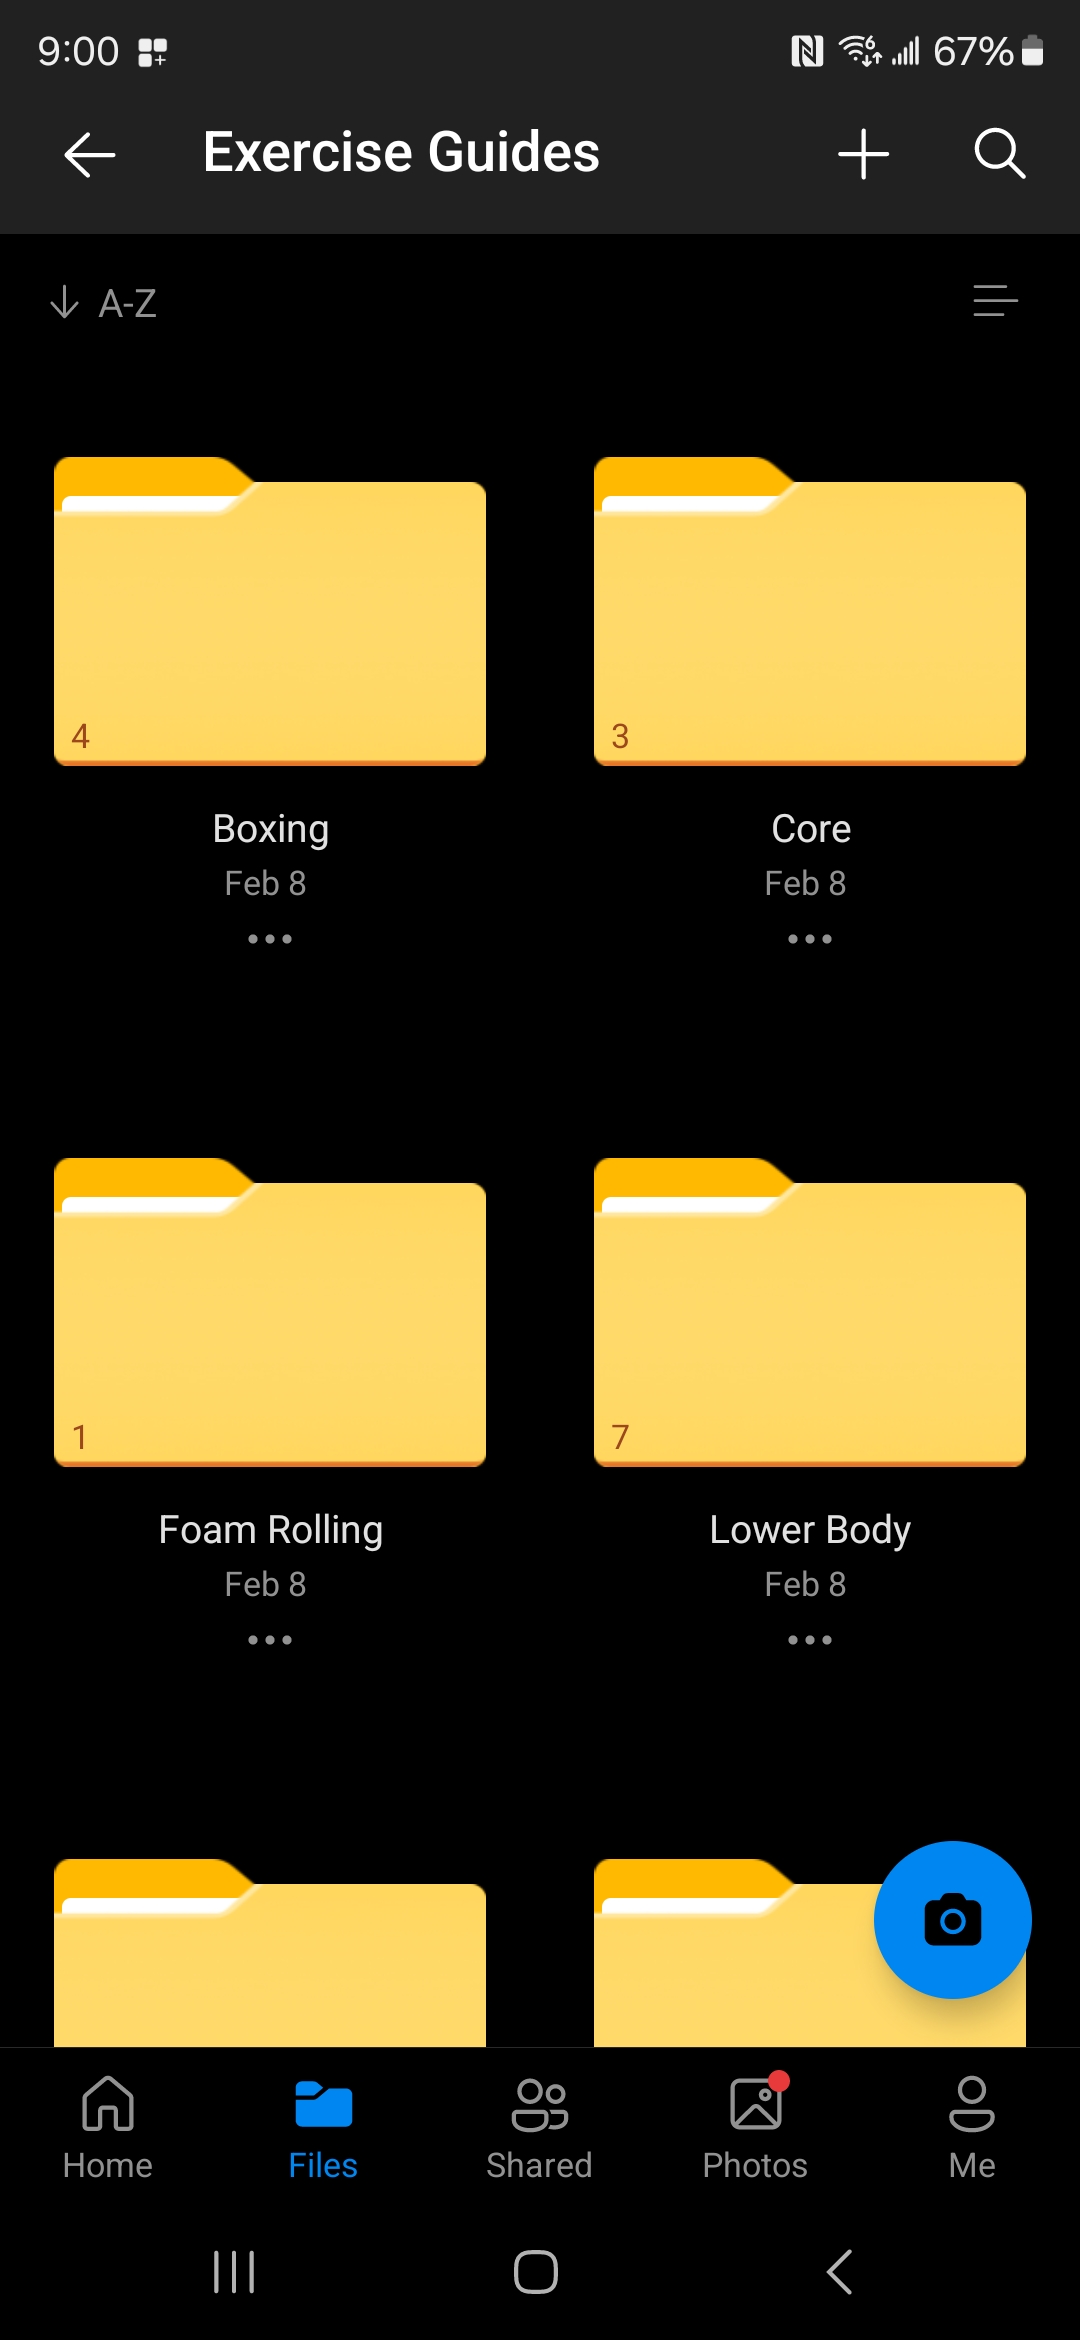 9:00 67%
Exercise Guides
A-Z
4 3
Boxing Core
Feb 8 Feb 8
1 7
Foam Rolling Lower Body
Feb 8 Feb 8
Home Files Shared Photos Me